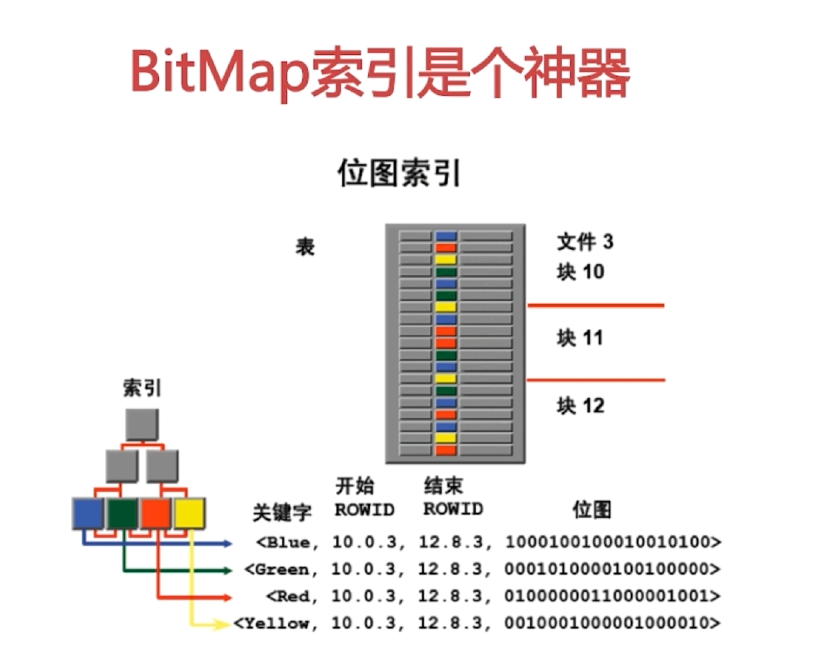 BitMap索引是个神器
位图索引
表
文件 3
块 10
块 11
块 12
索引
关键字
开始
ROWID
结束
ROWID
位图
<Blue, 10.0.3, 12.8.3, 1000100100010010100>
<Green, 10.0.3, 12.8.3, 0001010000100100000>
<Red, 10.0.3, 12.8.3, 0100000011000001001>
<Yellow, 10.0.3, 12.8.3, 0010001000001000010>